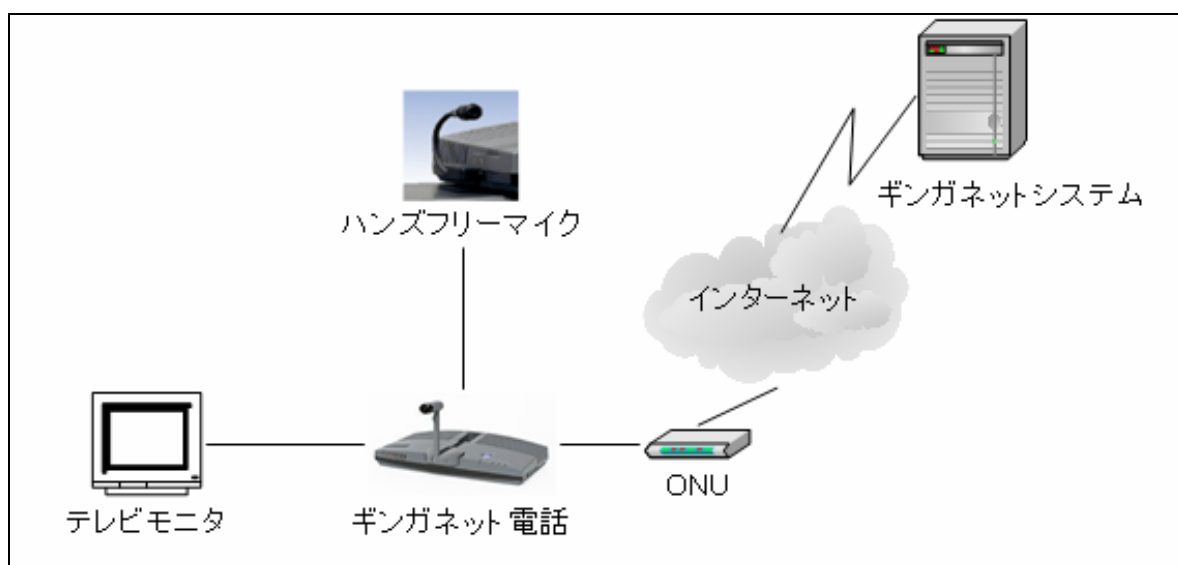 ギンガネットシステム
ハンズフリーマイク
インターネット
ONU
テレビモニタ
ギンガネット電話